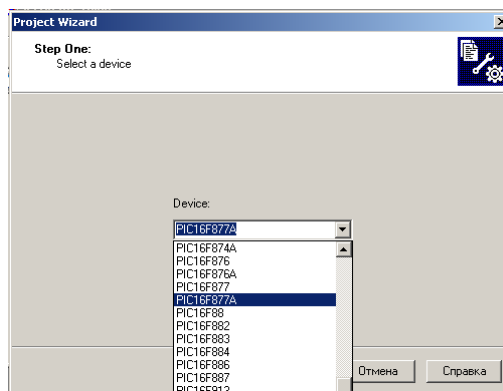 Project Wizard
Step One:
Select a device
Device:
PIC16F877A
PIC16F874A
PIC16F876
PIC16F876A
PIC16F877
PIC16F877A
PIC16F88
PIC16F882
PIC16F883
PIC16F884
PIC16F886
PIC16F887
PIC16F913
Отмена
Справка